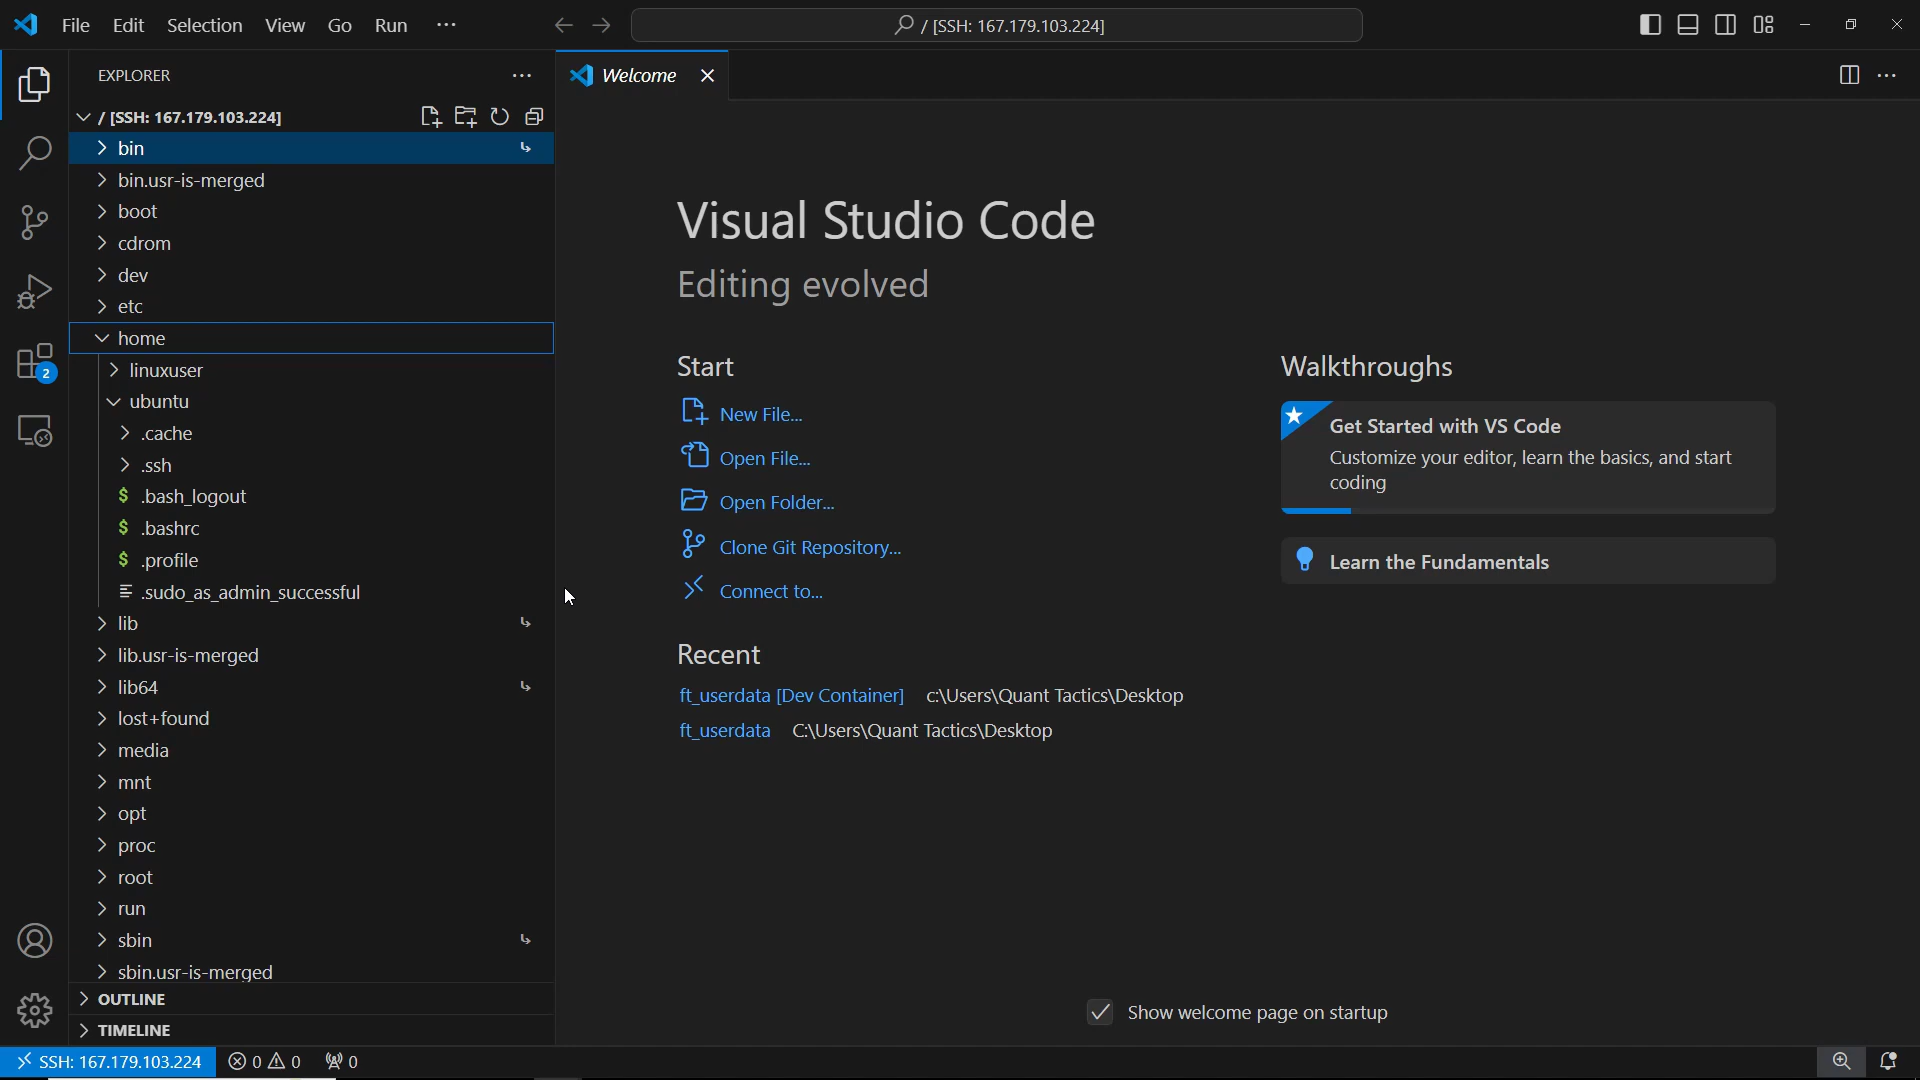 File Edit Selection View Go Run ···
/ [SSH: 167.179.103.224]
EXPLORER
/ [SSH: 167.179.103.224]
bin
bin.usr-is-merged
boot
cdrom
dev
etc
home
linuxuser
ubuntu
.cache
.ssh
$ .bash_logout
$ .bashrc
$ .profile
.sudo_as_admin_successful
lib
lib.usr-is-merged
lib64
lost+found
media
mnt
opt
proc
root
run
sbin
sbin.usr-is-merged
OUTLINE
TIMELINE
2
Welcome
Visual Studio Code
Editing evolved
Start
New File...
Open File...
Open Folder...
Clone Git Repository...
Connect to...
Recent
ft_userdata [Dev Container] c:\Users\Quant Tactics\Desktop
ft_userdata C:\Users\Quant Tactics\Desktop
Walkthroughs
Get Started with VS Code
Customize your editor, learn the basics, and start
coding
Learn the Fundamentals
Show welcome page on startup
SSH: 167.179.103.224 0 0 0